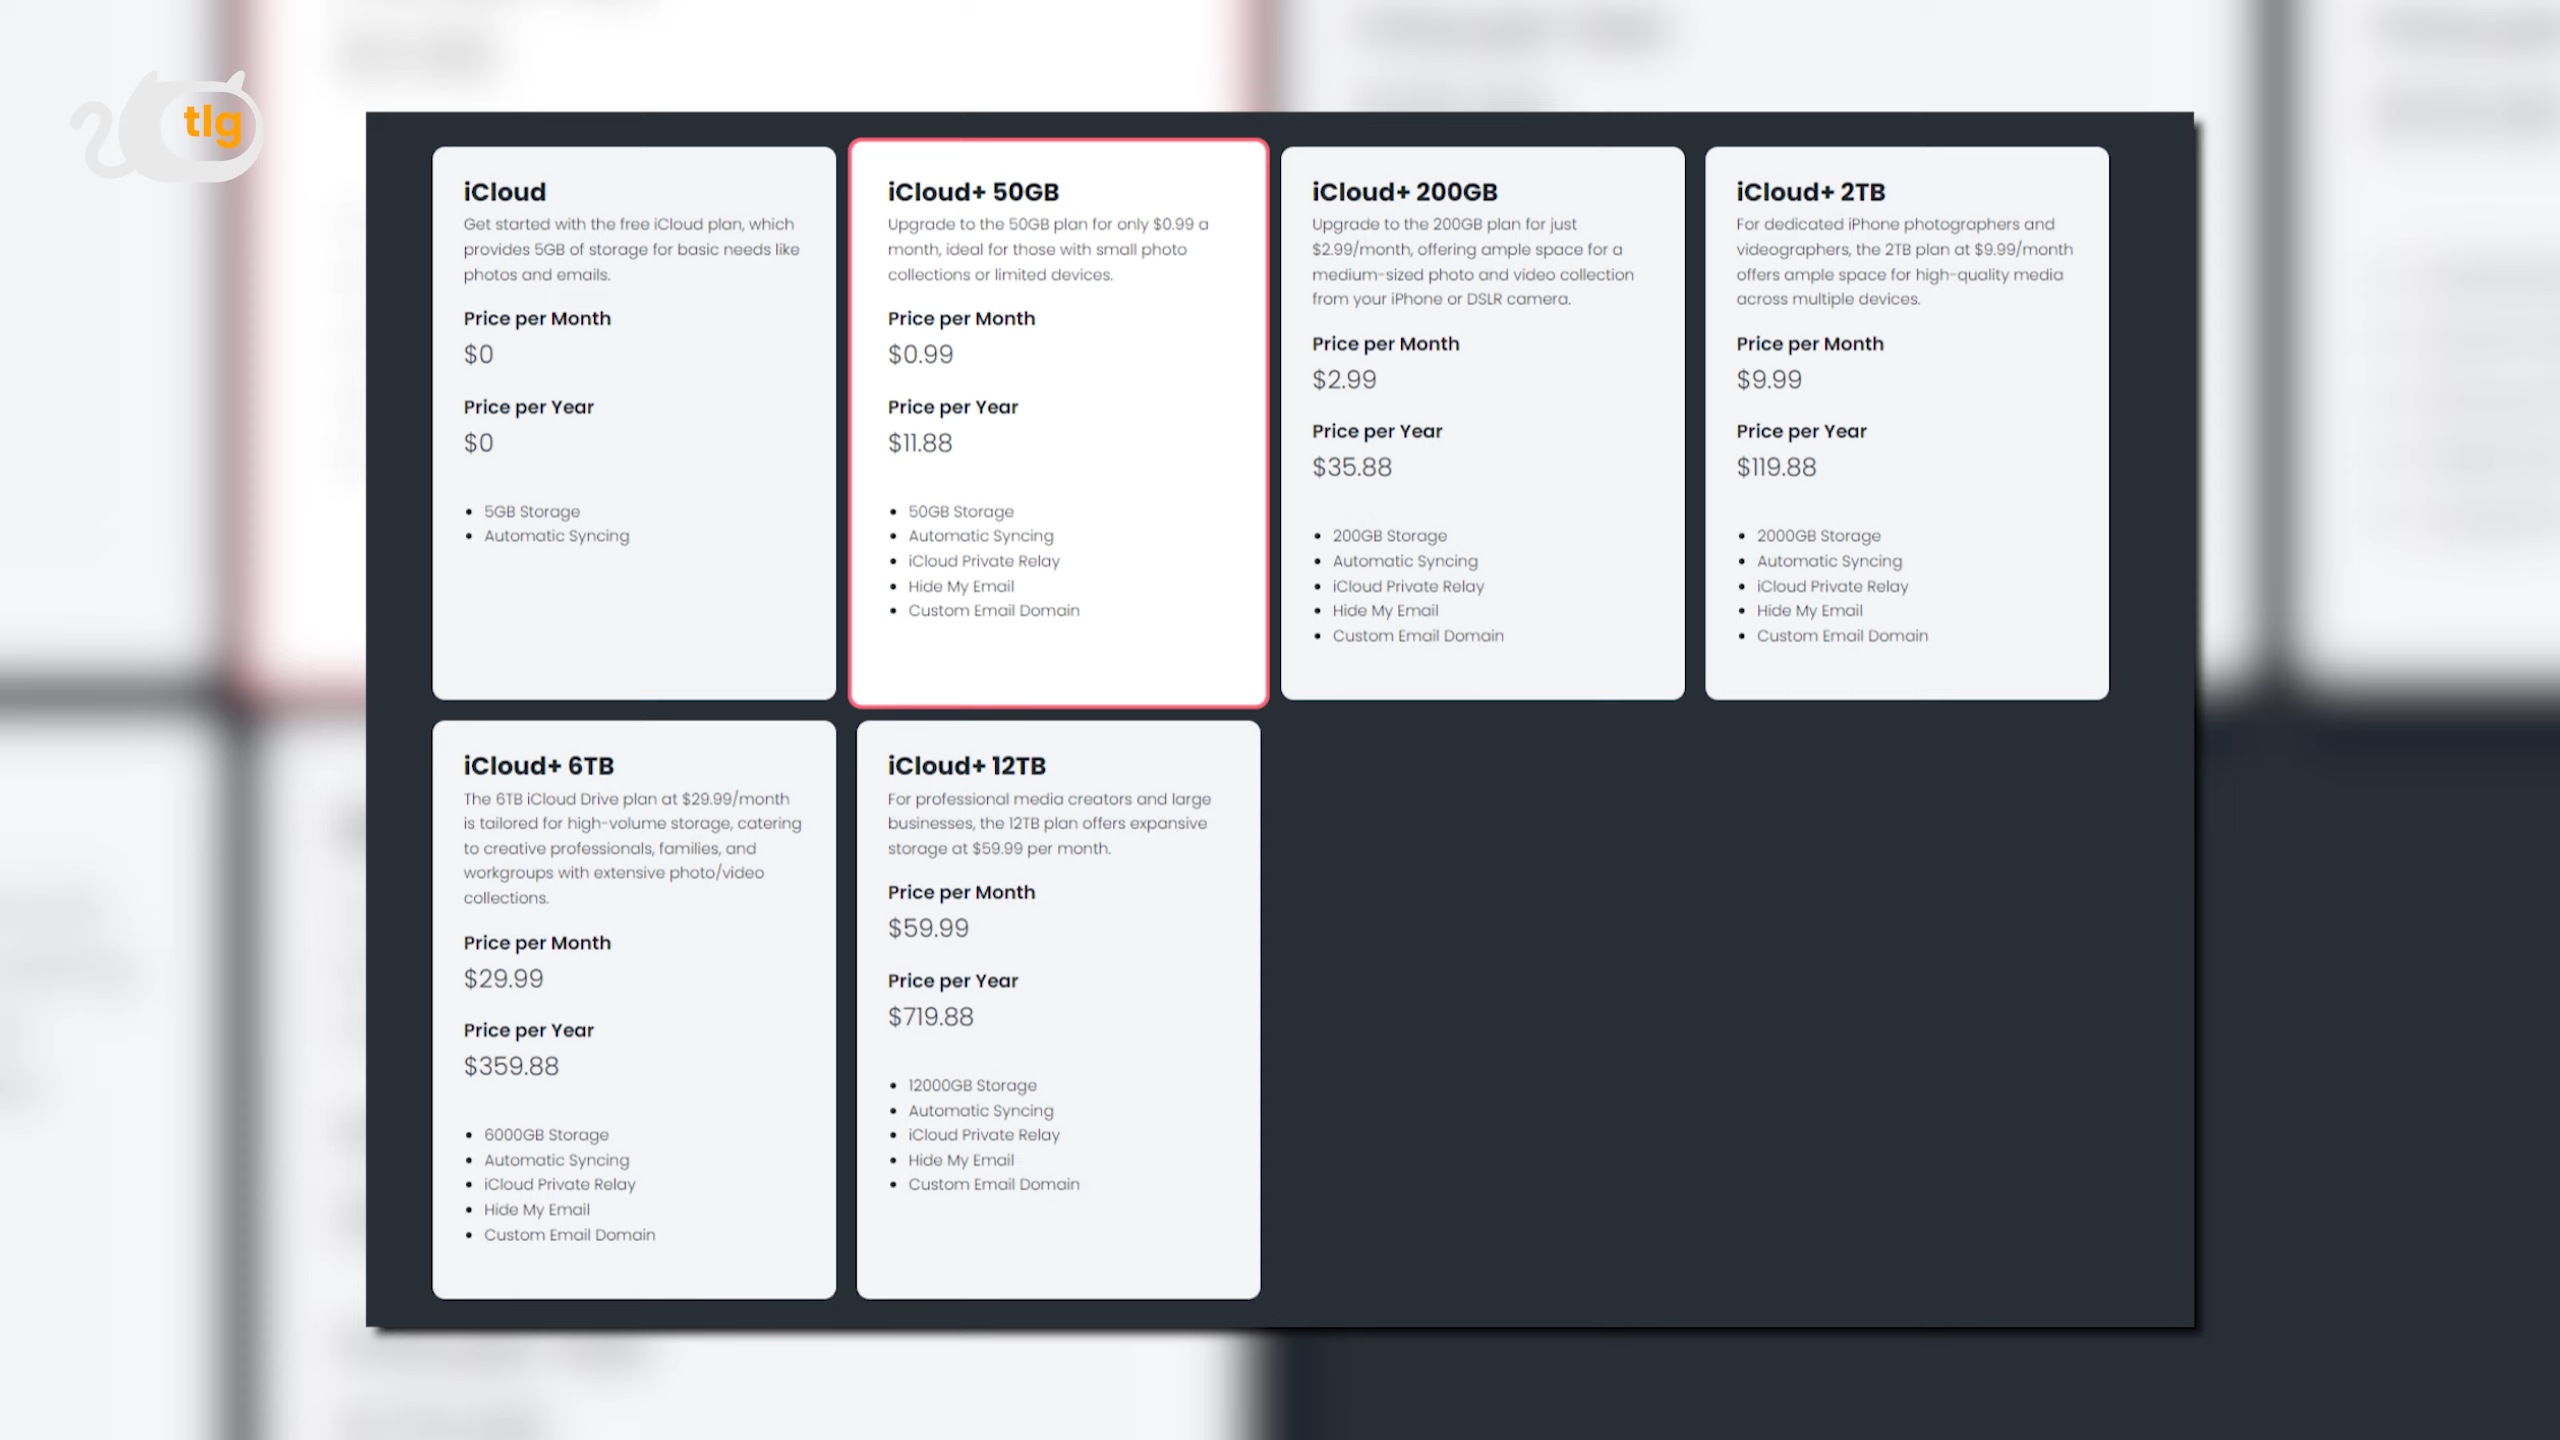 tlg
iCloud
Get started with the free iCloud plan, which
provides 5GB of storage for basic needs like
photos and emails.
Price per Month
$0
Price per Year
$0
• 5GB Storage
• Automatic Syncing
iCloud+ 50GB
Upgrade to the 50GB plan for only $0.99 a
month, ideal for those with small photo
collections or limited devices.
Price per Month
$0.99
Price per Year
$11.88
• 50GB Storage
• Automatic Syncing
• iCloud Private Relay
• Hide My Email
• Custom Email Domain
iCloud+ 200GB
Upgrade to the 200GB plan for just
$2.99/month, offering ample space for a
medium-sized photo and video collection
from your iPhone or DSLR camera.
Price per Month
$2.99
Price per Year
$35.88
• 200GB Storage
• Automatic Syncing
• iCloud Private Relay
• Hide My Email
• Custom Email Domain
iCloud+ 2TB
For dedicated iPhone photographers and
videographers, the 2TB plan at $9.99/month
offers ample space for high-quality media
across multiple devices.
Price per Month
$9.99
Price per Year
$119.88
• 2000GB Storage
• Automatic Syncing
• iCloud Private Relay
• Hide My Email
• Custom Email Domain
iCloud+ 6TB
The 6TB iCloud Drive plan at $29.99/month
is tailored for high-volume storage, catering
to creative professionals, families, and
workgroups with extensive photo/video
collections.
Price per Month
$29.99
Price per Year
$359.88
• 6000GB Storage
• Automatic Syncing
• iCloud Private Relay
• Hide My Email
• Custom Email Domain
iCloud+ 12TB
For professional media creators and large
businesses, the 12TB plan offers expansive
storage at $59.99 per month.
Price per Month
$59.99
Price per Year
$719.88
• 12000GB Storage
• Automatic Syncing
• iCloud Private Relay
• Hide My Email
• Custom Email Domain